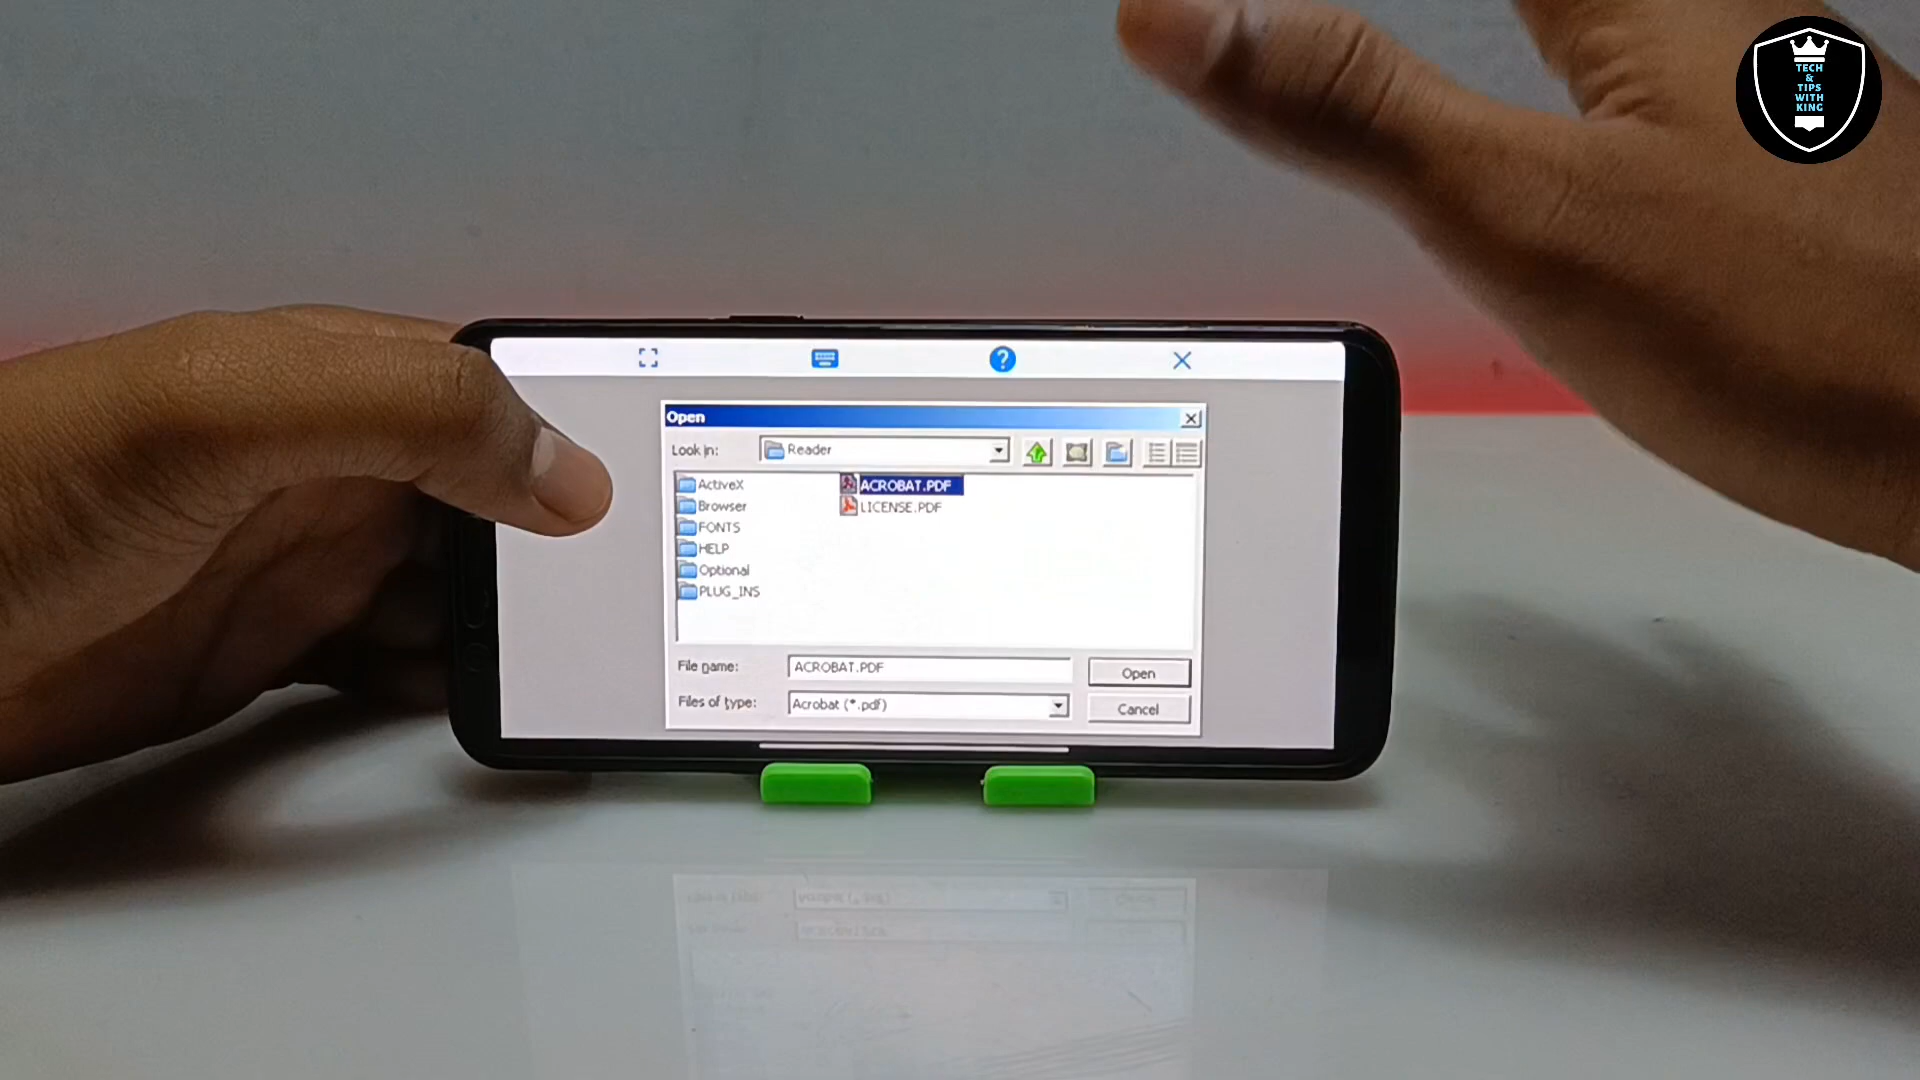 TECH
&
TIPS
WITH
KING
?
Open
Look in: Reader
ActiveX
Browser
FONTS
HELP
Optional
PLUG_INS
ACROBAT.PDF
LICENSE.PDF
File name: ACROBAT.PDF
Open
Files of type: Acrobat (*.pdf)
Cancel